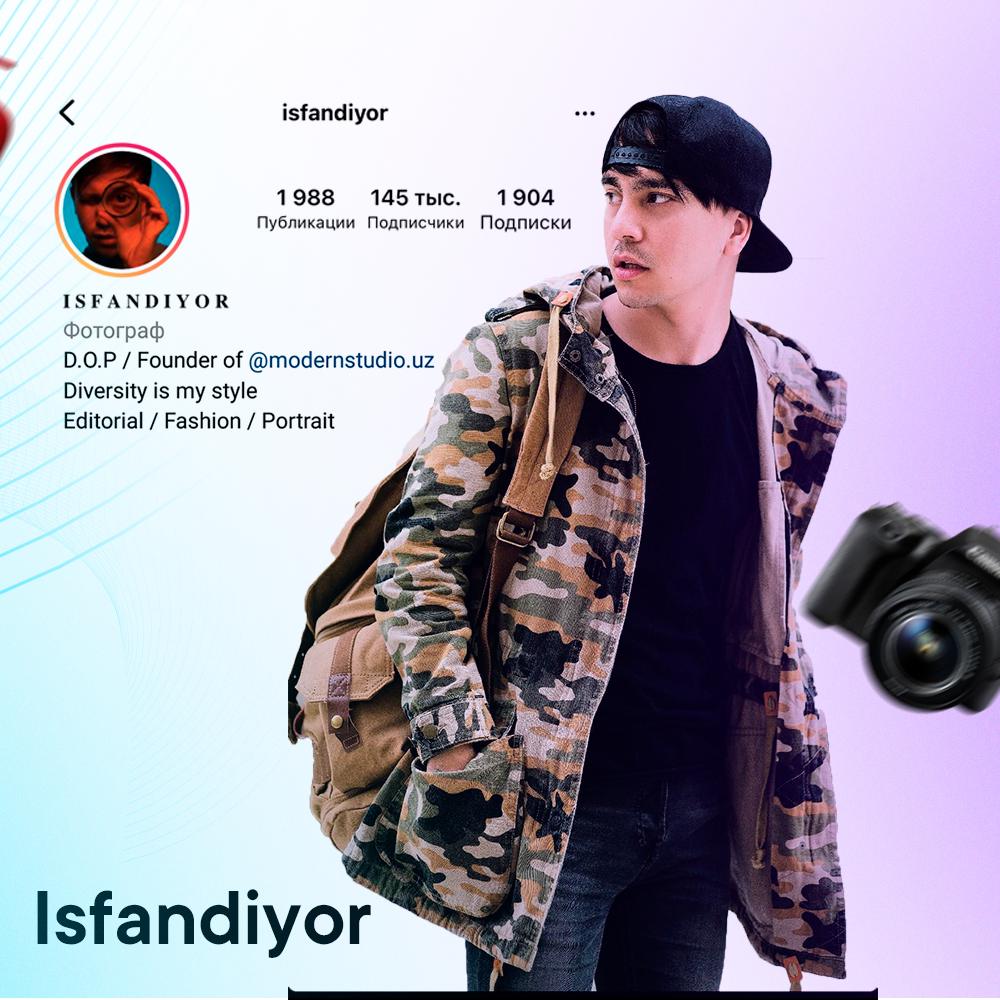 isfandiyor
1 988 145 тыс. 1 904
Публикации Подписчики Подписки
ISFANDIYOR
Фотограф
D.O.P / Founder of @modernstudio.uz
Diversity is my style
Editorial / Fashion / Portrait
Isfandiyor